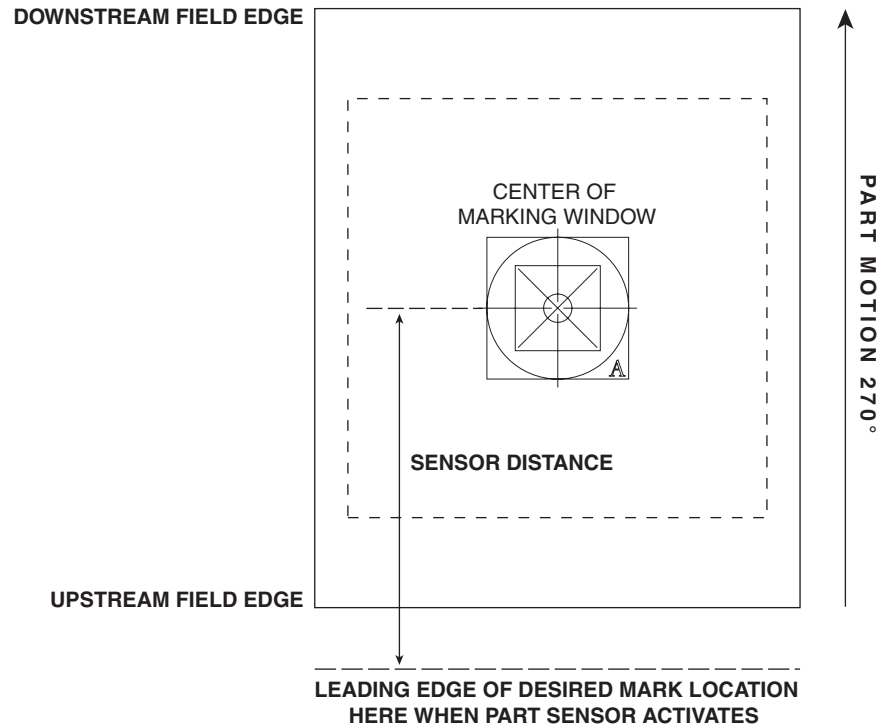 DOWNSTREAM FIELD EDGE
CENTER OF
MARKING WINDOW
A
PART MOTION 270°
SENSOR DISTANCE
UPSTREAM FIELD EDGE
LEADING EDGE OF DESIRED MARK LOCATION
HERE WHEN PART SENSOR ACTIVATES